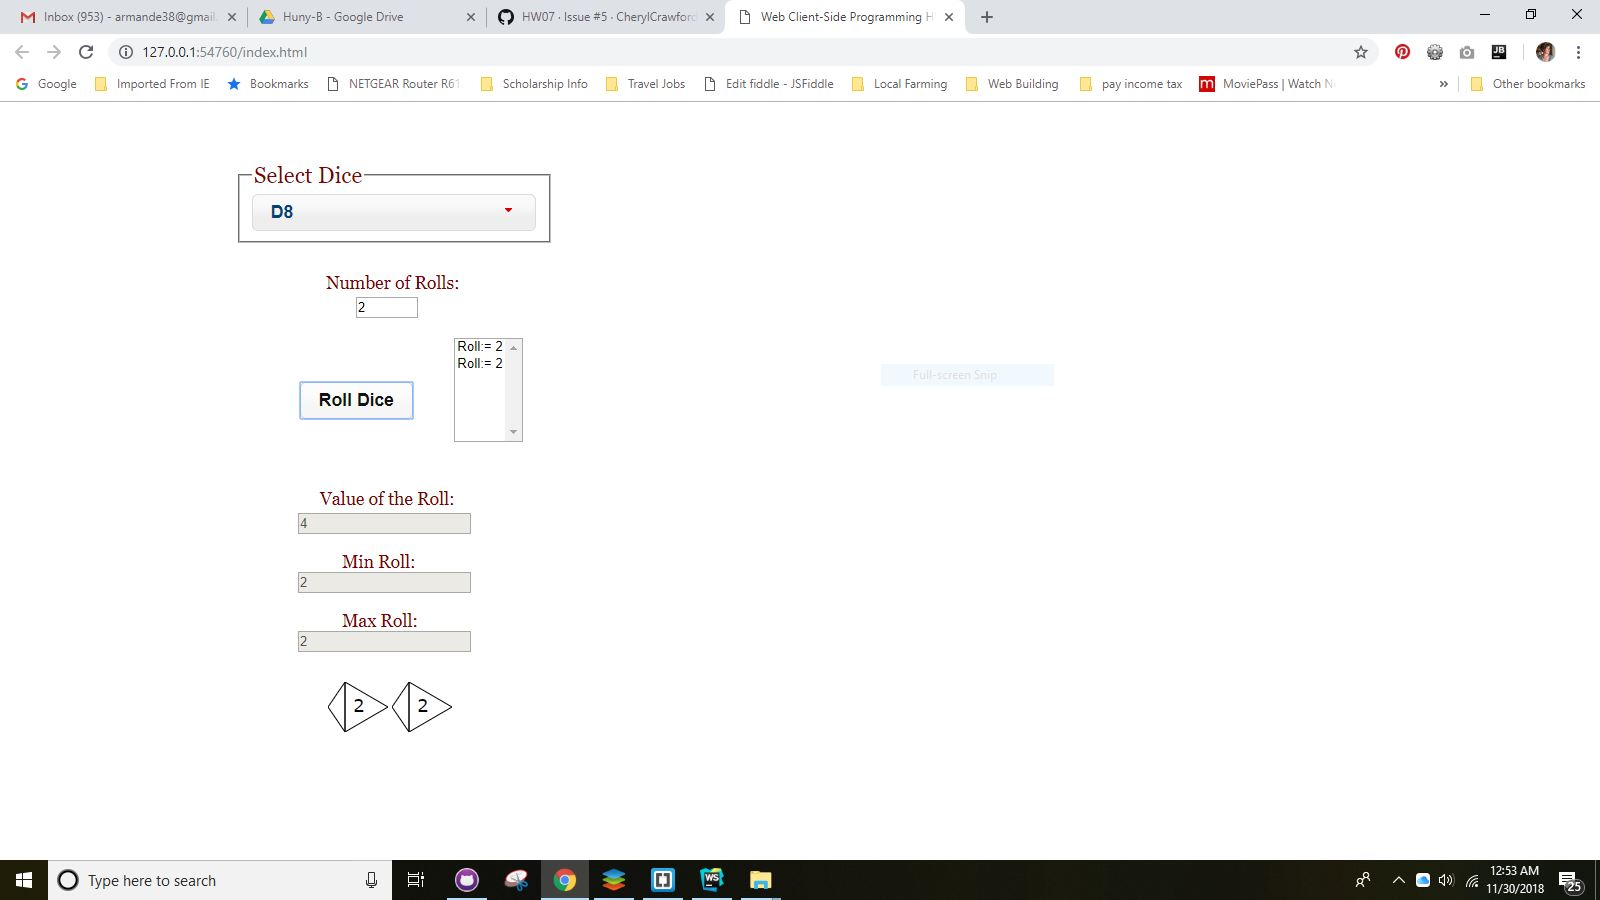 Inbox (953) - armande38@gmail.
Huny-B - Google Drive
HW07 · Issue #5 · CherylCrawford
Web Client-Side Programming H
127.0.0.1:54760/index.html
Google
Imported From IE
Bookmarks
NETGEAR Router R61
Scholarship Info
Travel Jobs
Edit fiddle - JSFiddle
Local Farming
Web Building
pay income tax
m
MoviePass | Watch N
»
Other bookmarks
JB
Select Dice
D8
Number of Rolls:
2
Roll:= 2
Roll:= 2
Roll Dice
Full-screen Snip
Value of the Roll:
4
Min Roll:
2
Max Roll:
2
2
2
Type here to search
WS
12:53 AM
11/30/2018
25